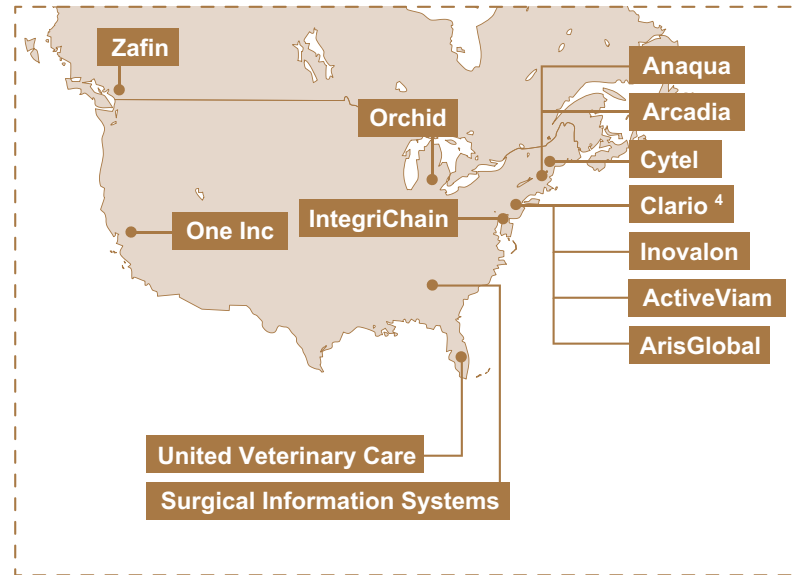 Zafin
Anaqua
Orchid
Arcadia
Cytel
One Inc
IntegriChain
Clario ⁴
Inovalon
ActiveViam
ArisGlobal
United Veterinary Care
Surgical Information Systems